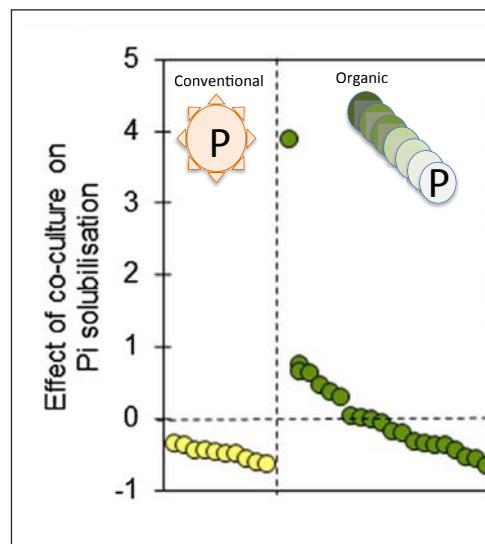 Effect of co-culture on
Pi solubilisation
5
4
3
2
1
0
-1
Conventional
P
Organic
P